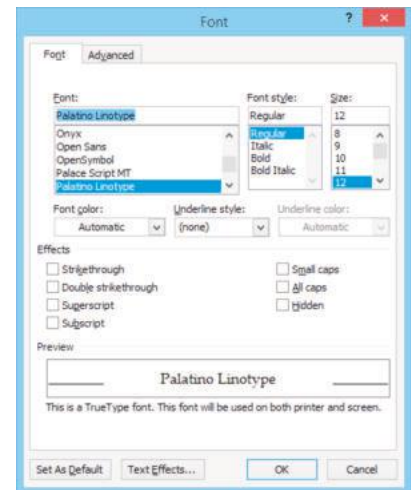 Font ?
Font Advanced
Font: Font style: Size:
Palatino Linotype Regular 12
Onyx Regular 8
Open Sans Italic 9
OpenSymbol Bold 10
Palace Script MT Bold Italic 11
Palatino Linotype 12
Font color: Underline style: Underline color:
Automatic (none) Automatic
Effects
Strikethrough Small caps
Double strikethrough All caps
Superscript Hidden
Subscript
Preview
Palatino Linotype
This is a TrueType font. This font will be used on both printer and screen.
Set As Default Text Effects... OK Cancel